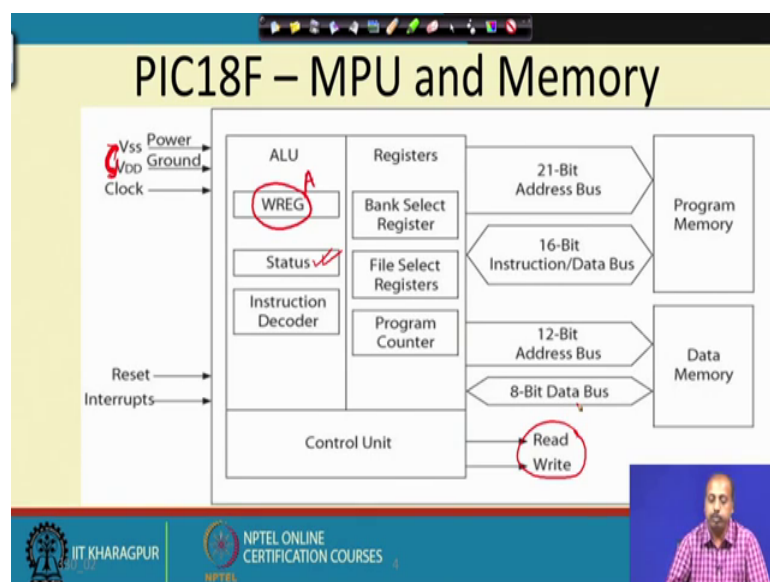 PIC18F – MPU and Memory
Vss Power
VDD Ground
Clock
Reset
Interrupts
ALU
WREG
A
Status
Instruction
Decoder
Registers
Bank Select
Register
File Select
Registers
Program
Counter
Control Unit
21-Bit
Address Bus
16-Bit
Instruction/Data Bus
12-Bit
Address Bus
8-Bit Data Bus
Read
Write
Program
Memory
Data
Memory
IIT KHARAGPUR
NPTEL
NPTEL ONLINE
CERTIFICATION COURSES
4